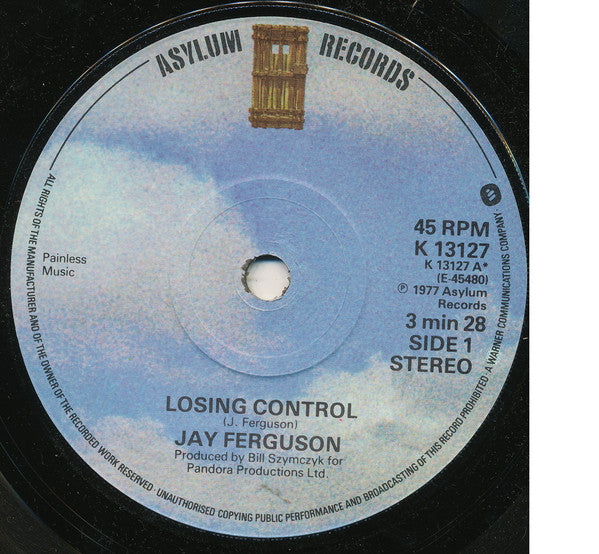 ASYLUM RECORDS
Painless
Music
45 RPM
K 13127
K 13127 A*
(E-45480)
℗ 1977 Asylum
Records
3 min 28
SIDE 1
STEREO
LOSING CONTROL
(J. Ferguson)
JAY FERGUSON
Produced by Bill Szymczyk for
Pandora Productions Ltd.
ALL RIGHTS OF THE MANUFACTURER AND OF THE OWNER OF THE RECORDED WORK RESERVED · UNAUTHORISED COPYING PUBLIC PERFORMANCE AND BROADCASTING OF THIS RECORD PROHIBITED · A WARNER COMMUNICATIONS COMPANY ·